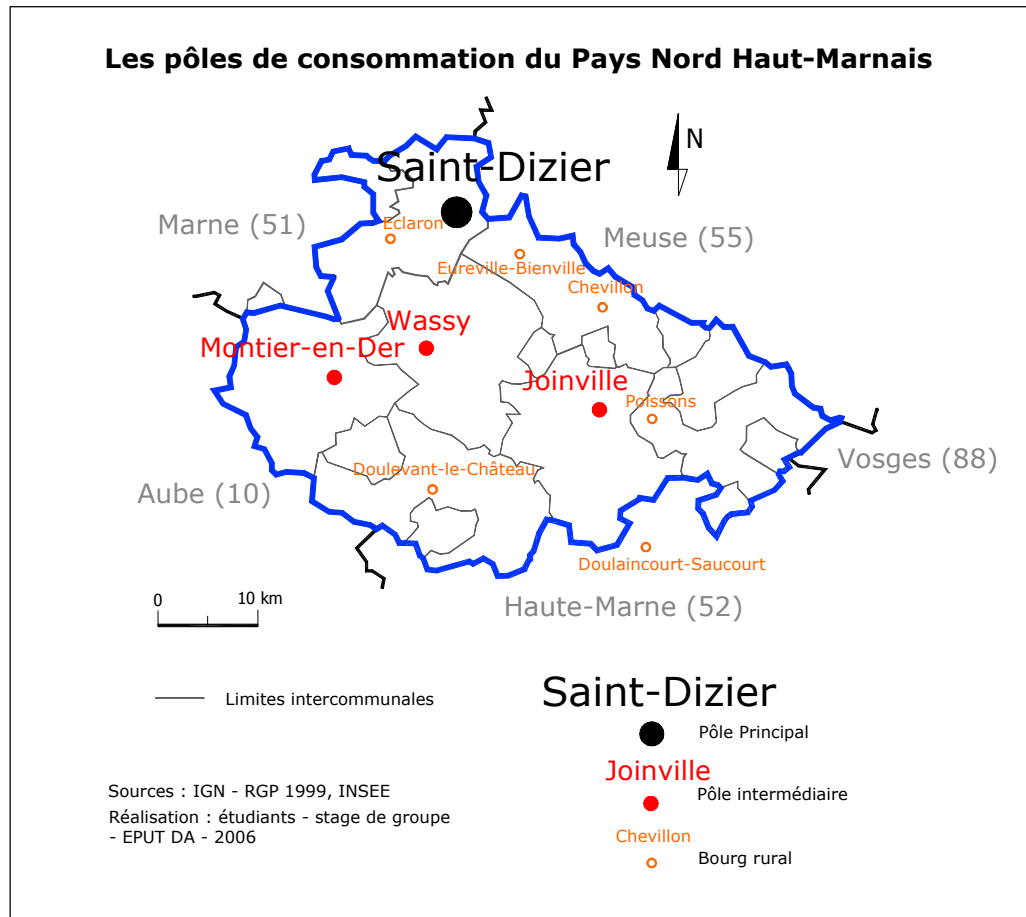 Les pôles de consommation du Pays Nord Haut-Marnais
N
Saint-Dizier
Marne (51)
Eclaron
Meuse (55)
Eureville-Bienville
Chevillon
Wassy
Montier-en-Der
Joinville
Poissons
Vosges (88)
Doulevant-le-Château
Aube (10)
Doulaincourt-Saucourt
0 10 km
Haute-Marne (52)
Limites intercommunales
Saint-Dizier
Pôle Principal
Joinville
Pôle intermédiaire
Chevillon
Bourg rural
Sources : IGN - RGP 1999, INSEE
Réalisation : étudiants - stage de groupe
- EPUT DA - 2006